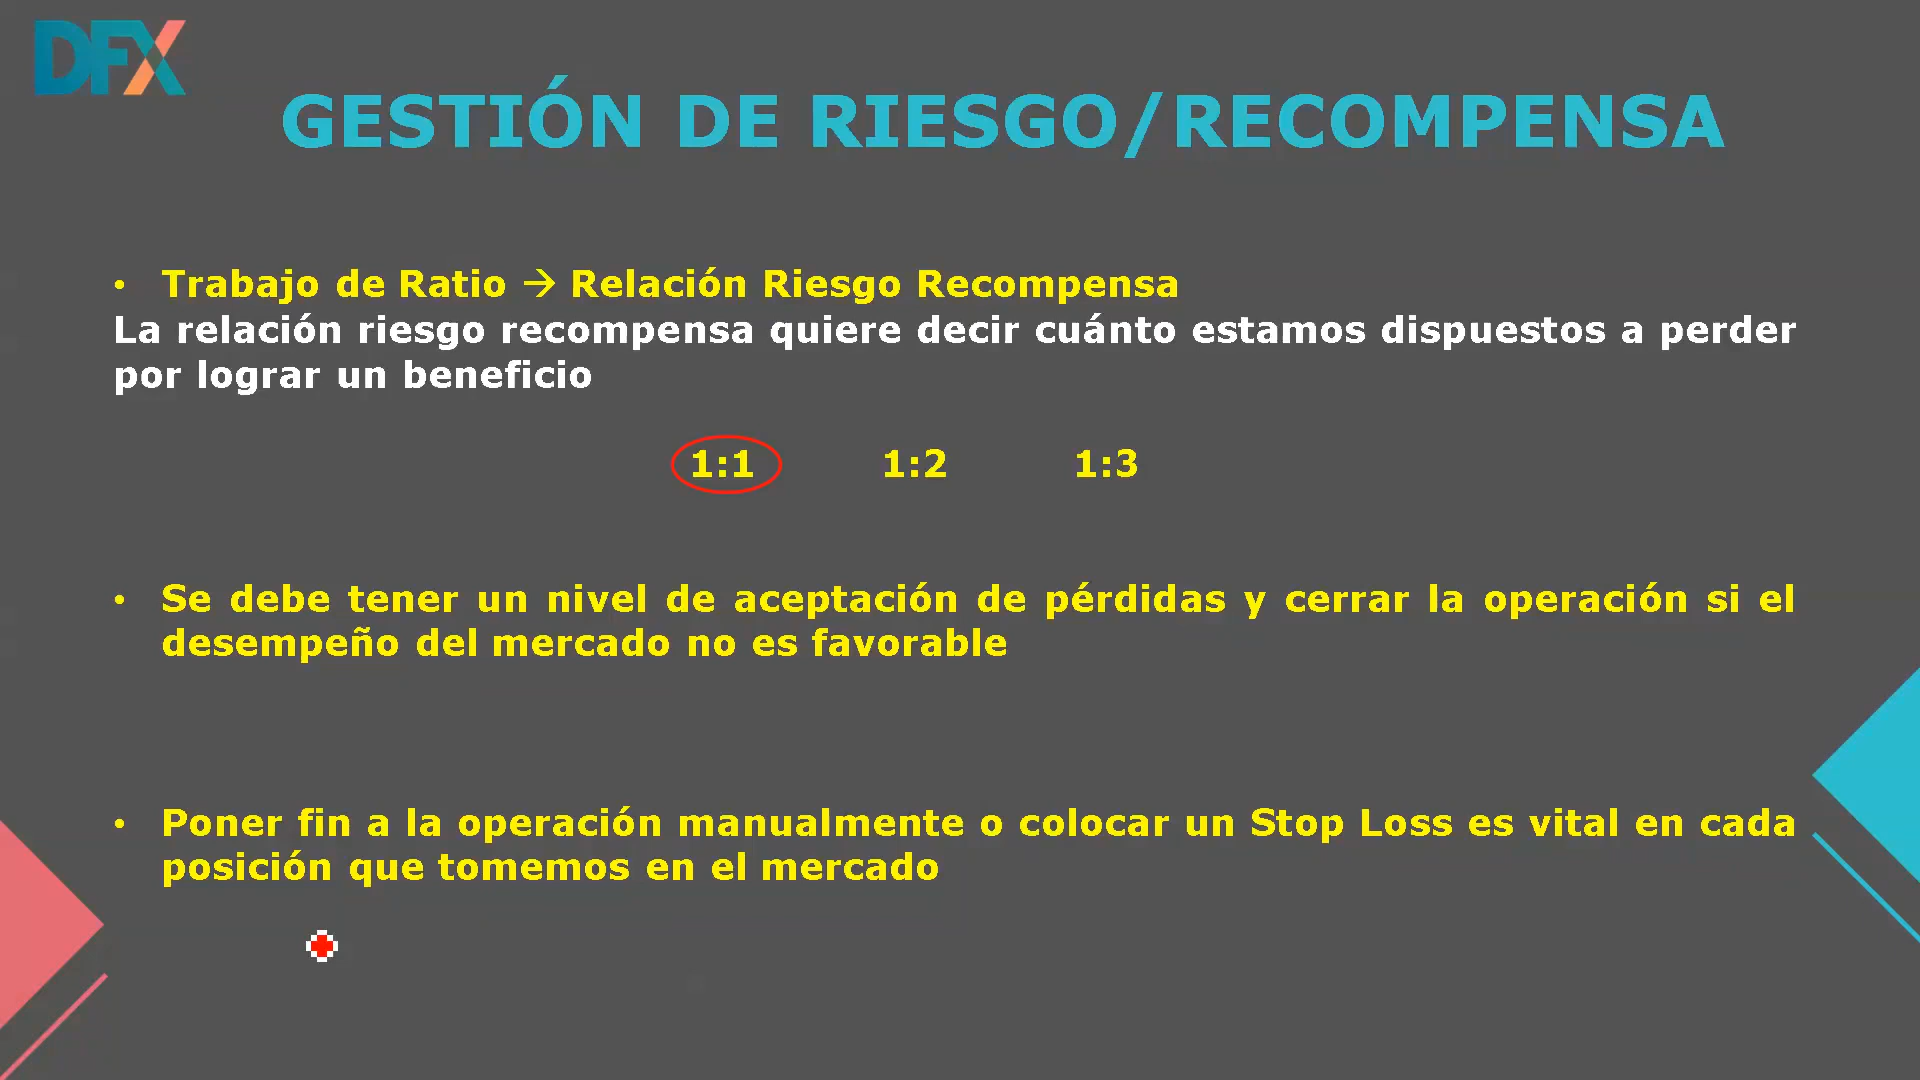 DFX
GESTIÓN DE RIESGO/RECOMPENSA
• Trabajo de Ratio → Relación Riesgo Recompensa
La relación riesgo recompensa quiere decir cuánto estamos dispuestos a perder
por lograr un beneficio
1:1 1:2 1:3
• Se debe tener un nivel de aceptación de pérdidas y cerrar la operación si el
desempeño del mercado no es favorable
• Poner fin a la operación manualmente o colocar un Stop Loss es vital en cada
posición que tomemos en el mercado